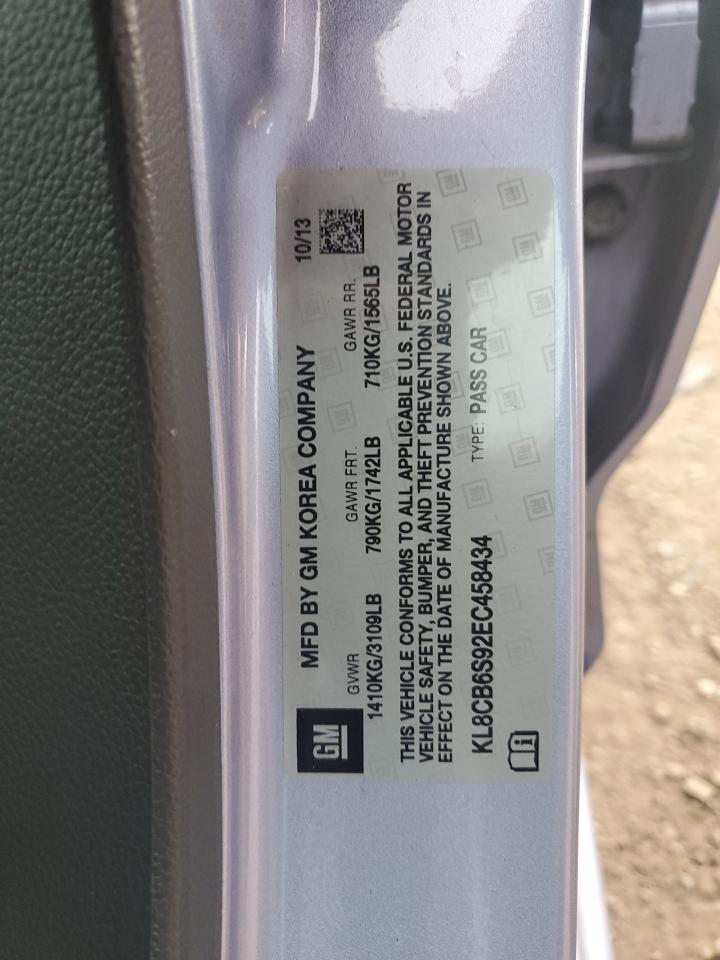 GM
MFD BY GM KOREA COMPANY 10/13
GVWR GAWR FRT. GAWR RR.
1410KG/3109LB 790KG/1742LB 710KG/1565LB
THIS VEHICLE CONFORMS TO ALL APPLICABLE U.S. FEDERAL MOTOR
VEHICLE SAFETY, BUMPER, AND THEFT PREVENTION STANDARDS IN
EFFECT ON THE DATE OF MANUFACTURE SHOWN ABOVE.
KL8CB6S92EC458434 TYPE: PASS CAR